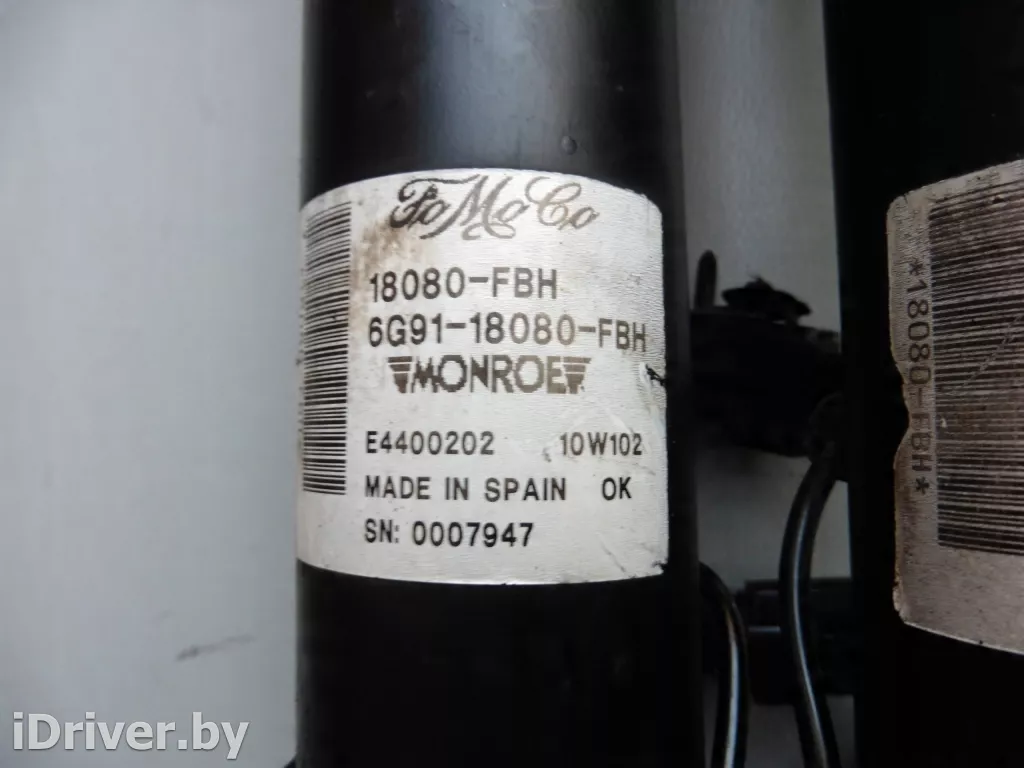 FoMoCo
18080-FBH
6G91-18080-FBH
MONROE
E4400202 10W102
MADE IN SPAIN OK
SN: 0007947
*18080-FBH*
iDriver.by